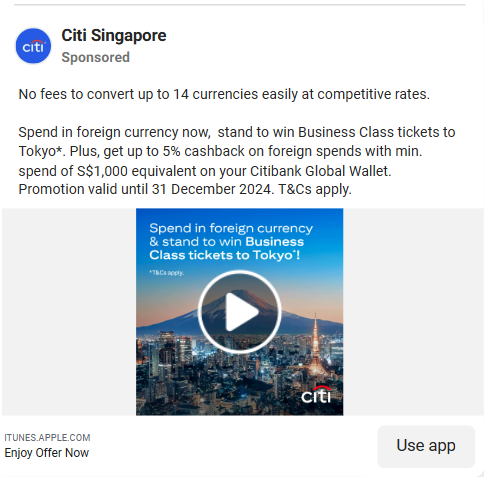 Citi Singapore
Sponsored
No fees to convert up to 14 currencies easily at competitive rates.
Spend in foreign currency now,  stand to win Business Class tickets to
Tokyo*. Plus, get up to 5% cashback on foreign spends with min.
spend of S$1,000 equivalent on your Citibank Global Wallet.
Promotion valid until 31 December 2024. T&Cs apply.
Spend in foreign currency
& stand to win Business
Class tickets to Tokyo*!
*T&Cs apply.
citi
ITUNES.APPLE.COM
Enjoy Offer Now
Use app
citi